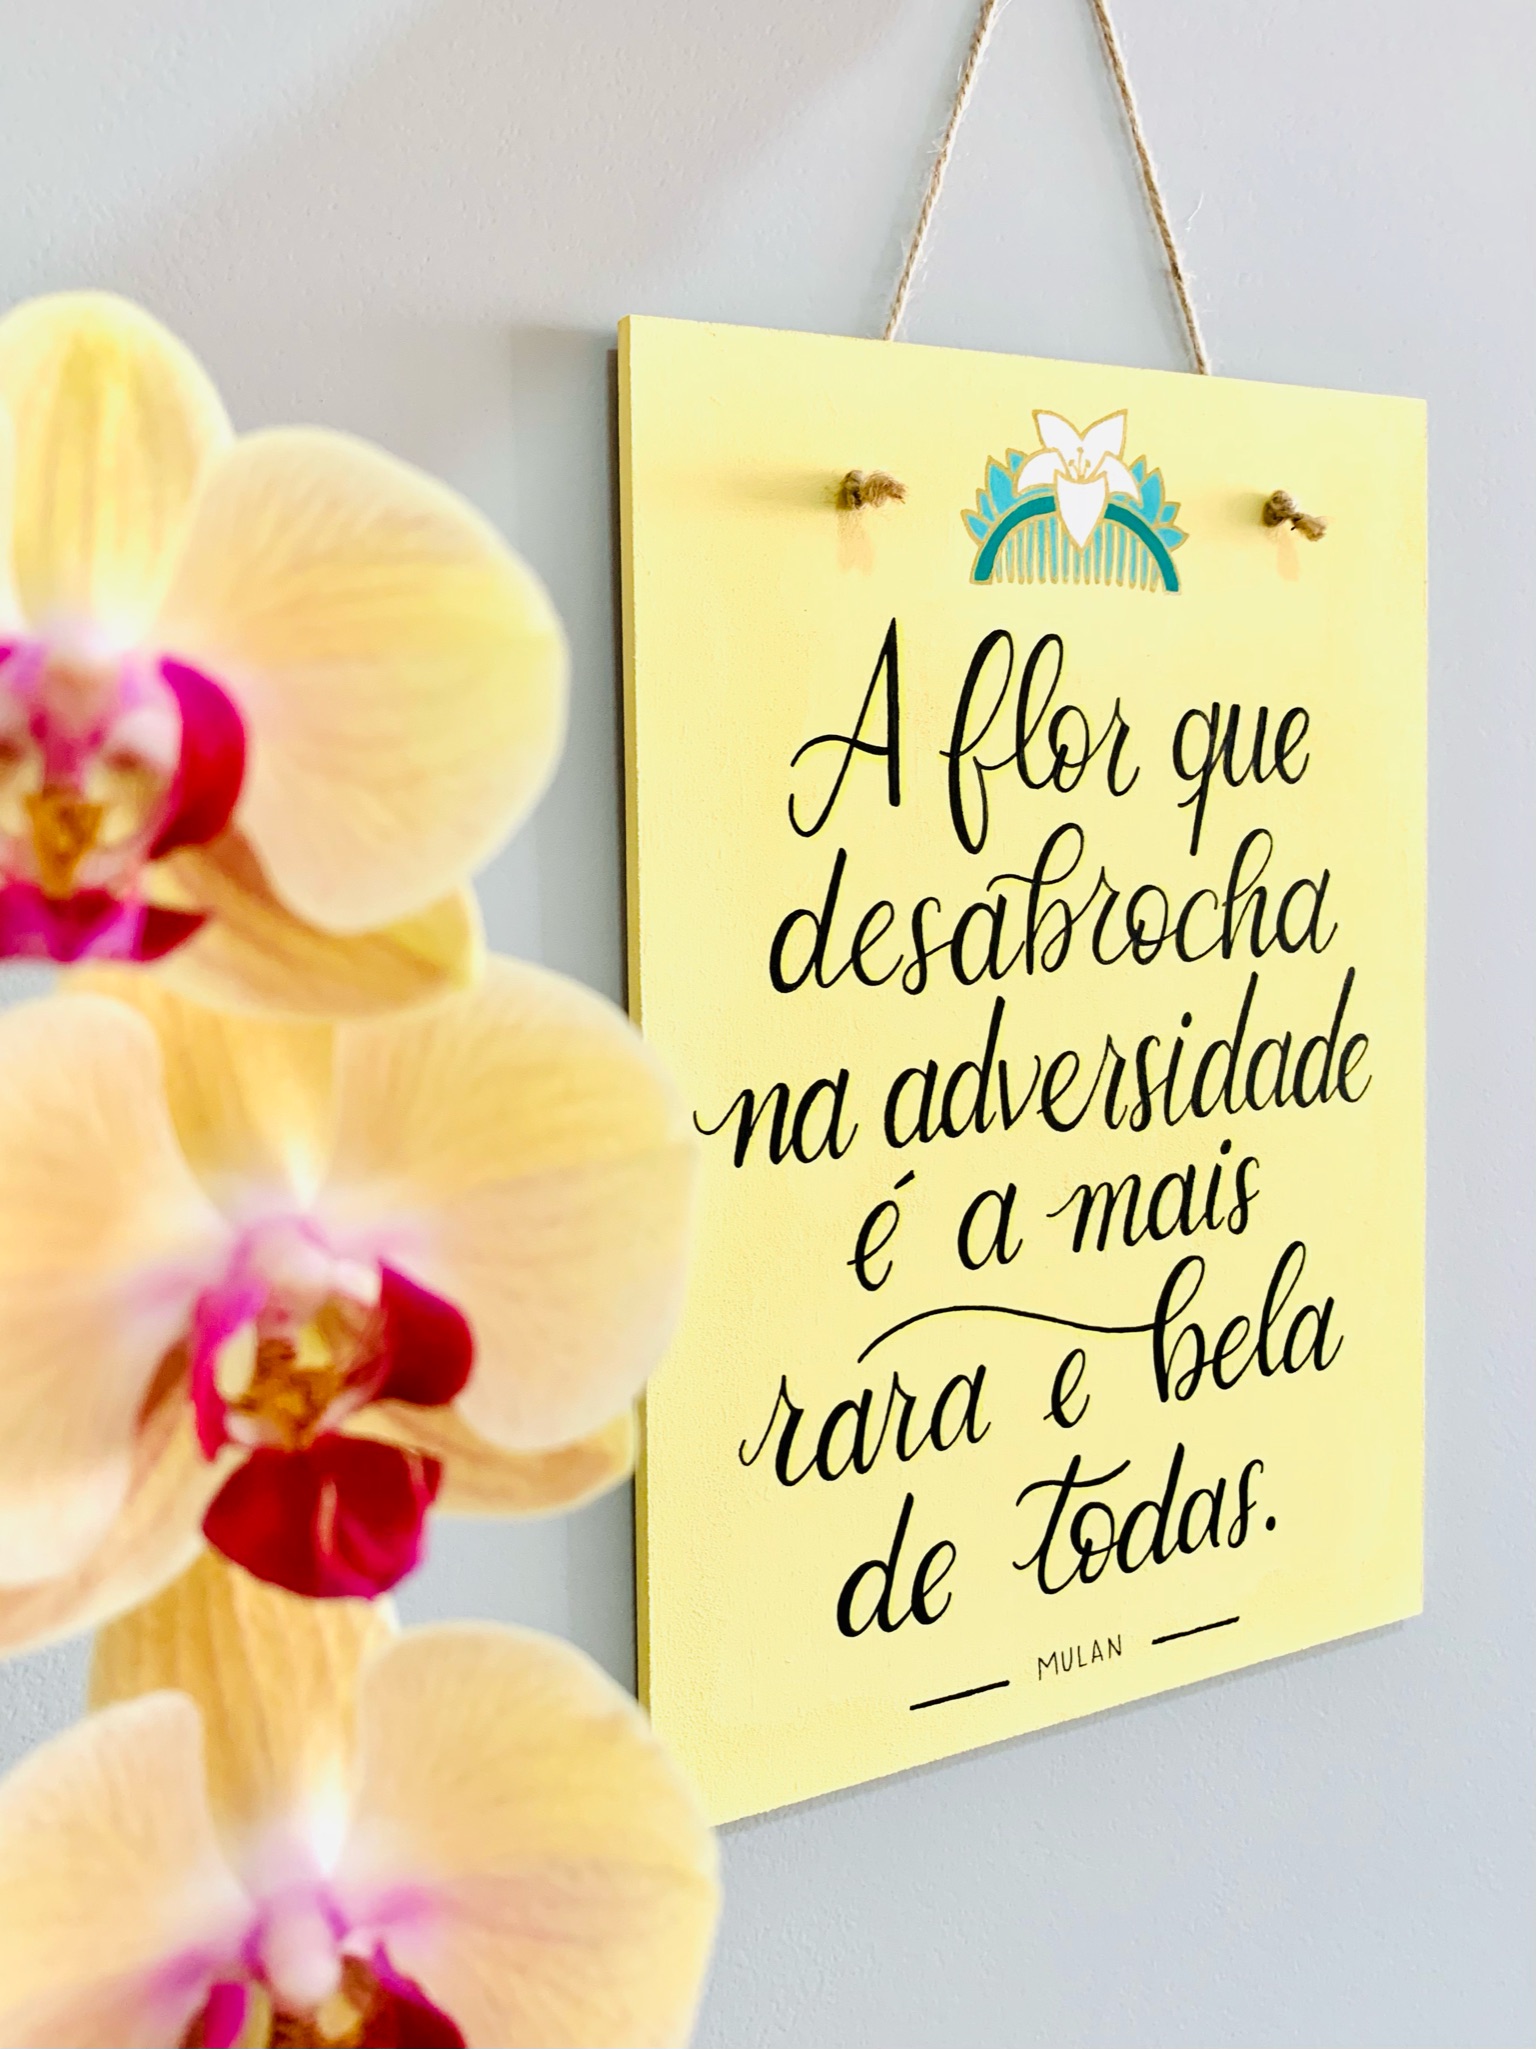 A flor que
desabrocha
na adversidade
é a mais
rara e bela
de todas.
MULAN